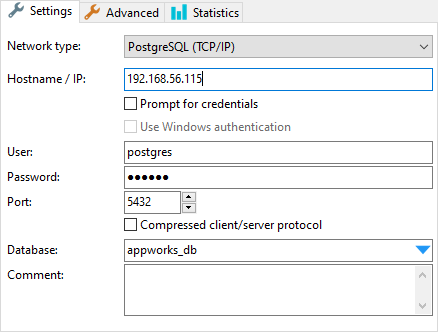 Settings Advanced Statistics
Network type: PostgreSQL (TCP/IP)
Hostname / IP: 192.168.56.115
Prompt for credentials
Use Windows authentication
User: postgres
Password: ●●●●●●
Port: 5432
Compressed client/server protocol
Database: appworks_db
Comment: